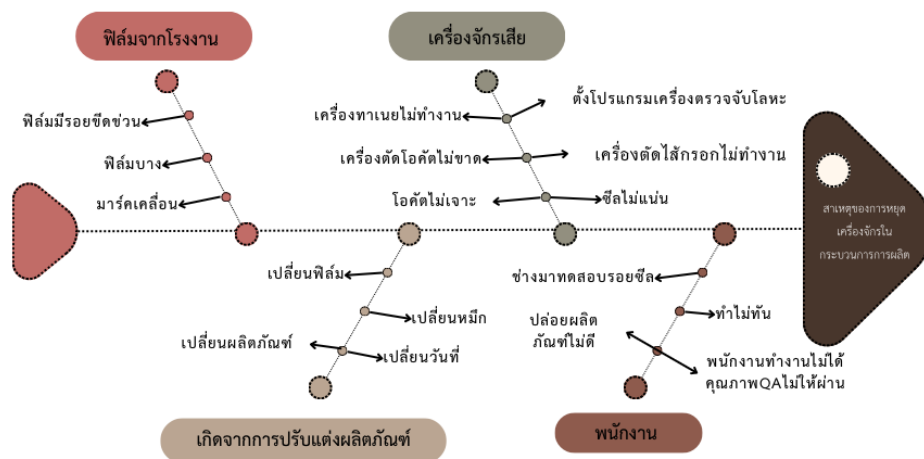 ฟิล์มจากโรงงาน
เครื่องจักรเสีย
ฟิล์มมีรอยขีดข่วน
ฟิล์มบาง
มาร์คเคลื่อน
เครื่องทาเนยไม่ทำงาน
ตั้งโปรแกรมเครื่องตรวจจับโลหะ
เครื่องตัดโอคัตไม่ขาด
เครื่องตัดไส้กรอกไม่ทำงาน
โอคัตไม่เจาะ
ซีลไม่แน่น
สาเหตุของการหยุด
เครื่องจักรใน
กระบวนการการผลิต
เปลี่ยนฟิล์ม
เปลี่ยนหมึก
เปลี่ยนผลิตภัณฑ์
เปลี่ยนวันที่
ช่างมาทดสอบรอยซีล
ทำไม่ทัน
ปล่อยผลิต
ภัณฑ์ไม่ดี
พนักงานทำงานไม่ได้
คุณภาพQAไม่ให้ผ่าน
เกิดจากการปรับแต่งผลิตภัณฑ์
พนักงาน